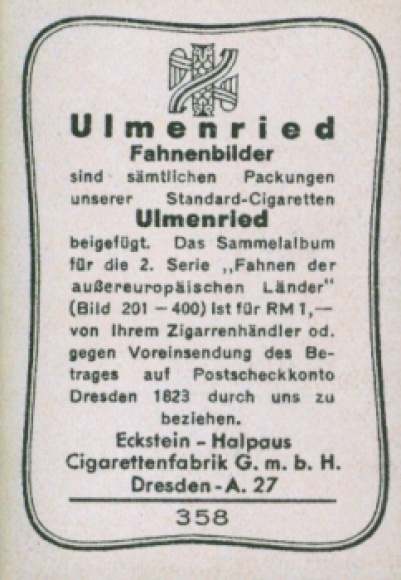 Ulmenried
Fahnenbilder
sind sämtlichen Packungen
unserer Standard-Cigaretten
Ulmenried
beigefügt. Das Sammelalbum
für die 2. Serie „Fahnen der
außereuropäischen Länder“
(Bild 201 – 400) ist für RM 1,—
von Ihrem Zigarrenhändler od.
gegen Voreinsendung des Be-
trages auf Postscheckkonto
Dresden 1823 durch uns zu
beziehen.
Eckstein - Halpaus
Cigarettenfabrik G. m. b. H.
Dresden - A. 27
358